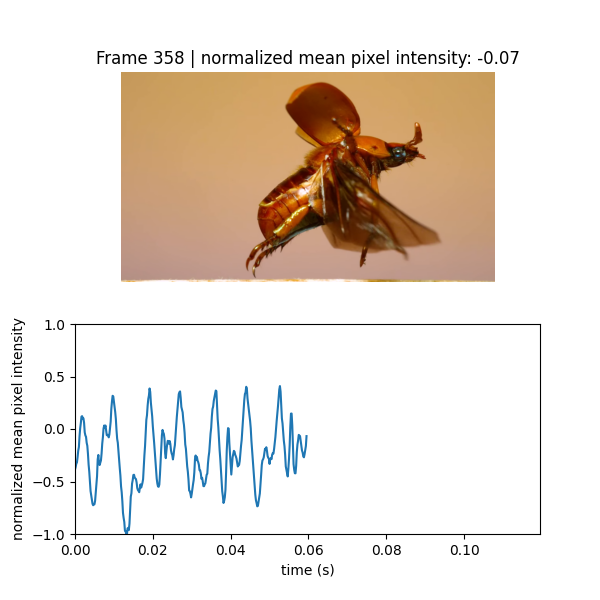 Frame 358 | normalized mean pixel intensity: -0.07
normalized mean pixel intensity
1.0
0.5
0.0
−0.5
−1.0
0.00 0.02 0.04 0.06 0.08 0.10
time (s)